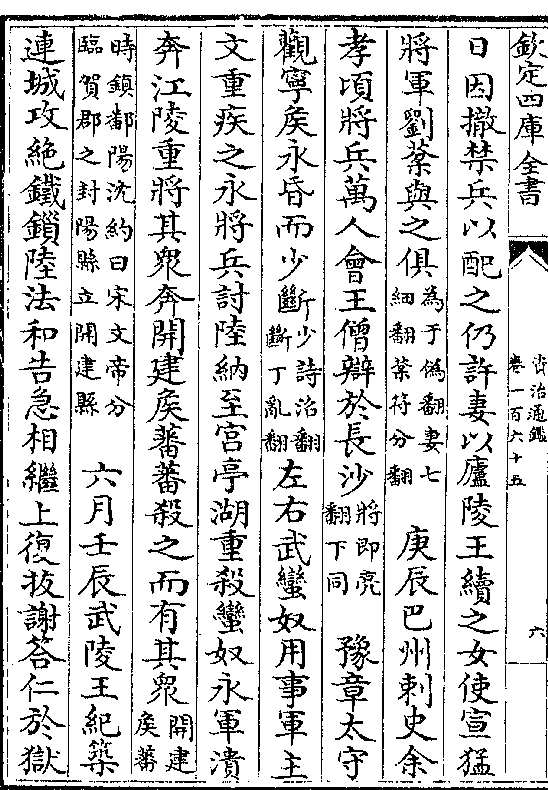 欽定四庫全書
資治通鑑
卷一百六十五
六
日因撤禁兵以配之仍許妻以廬陵王續之女使宣猛
將軍劉棻與之俱為于偽翻妻七細翻棻符分翻 庚辰巴州刺史余
孝頃將兵萬人會王僧辯於長沙將即亮翻下同 豫章太守
觀寧侯永昏而少斷少詩沼翻斷丁亂翻左右武蠻奴用事軍主
文重疾之永將兵討陸納至宮亭湖重殺蠻奴永軍潰
奔江陵重將其衆奔開建侯蕃蕃殺之而有其衆開建侯蕃
時鎮鄱陽沈約曰宋文帝分臨賀郡之封陽縣立開建縣 六月壬辰武陵王紀築
連城攻絶鐵鎖陸法和告急相繼上復拔謝答仁於獄